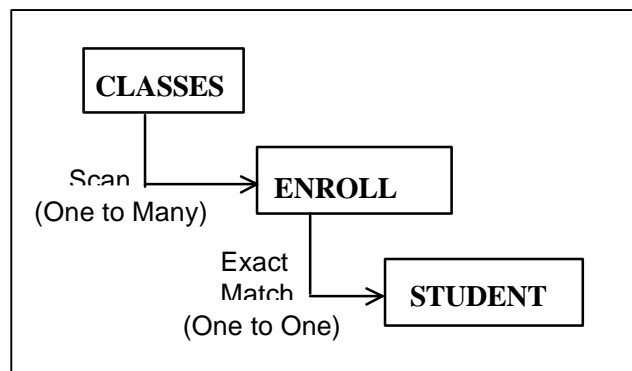 CLASSES
Scan
(One to Many)
ENROLL
Exact
Match
(One to One)
STUDENT